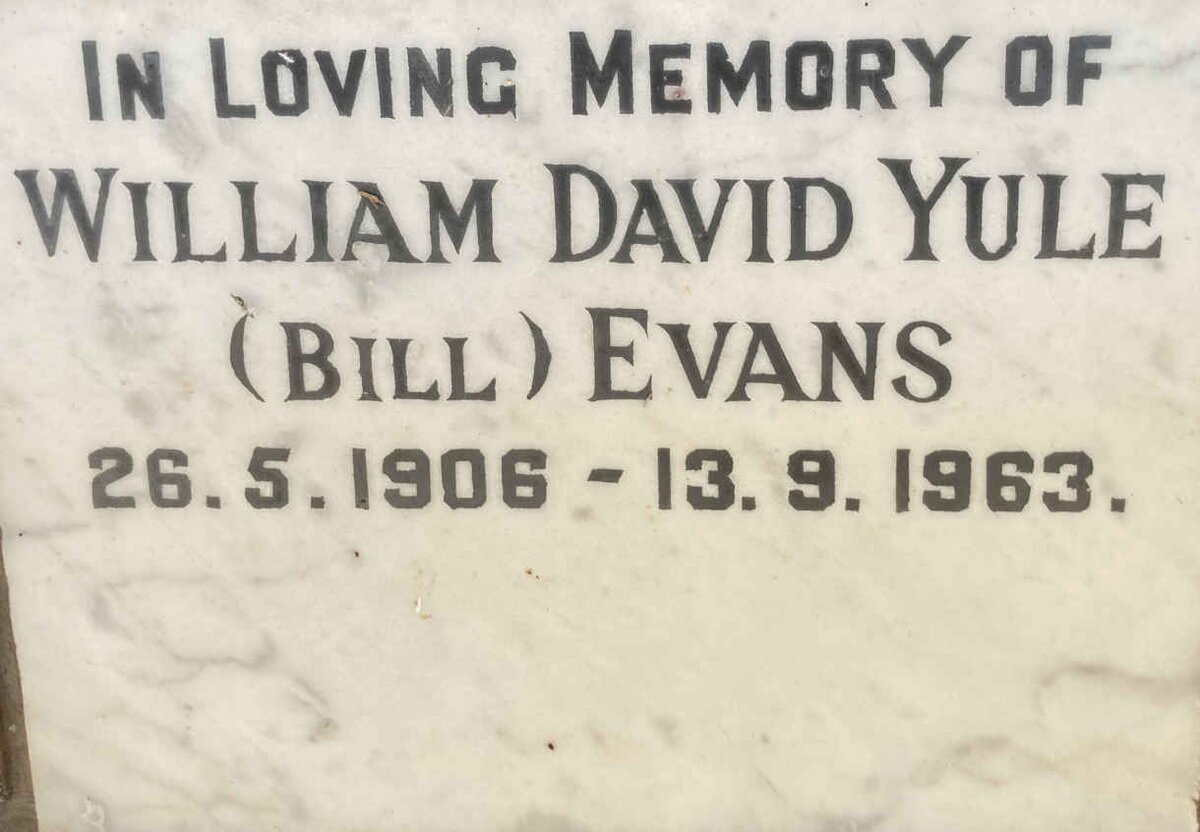 IN LOVING MEMORY OF
WILLIAM DAVID YULE
(BILL) EVANS
26.5.1906 - 13.9.1963.